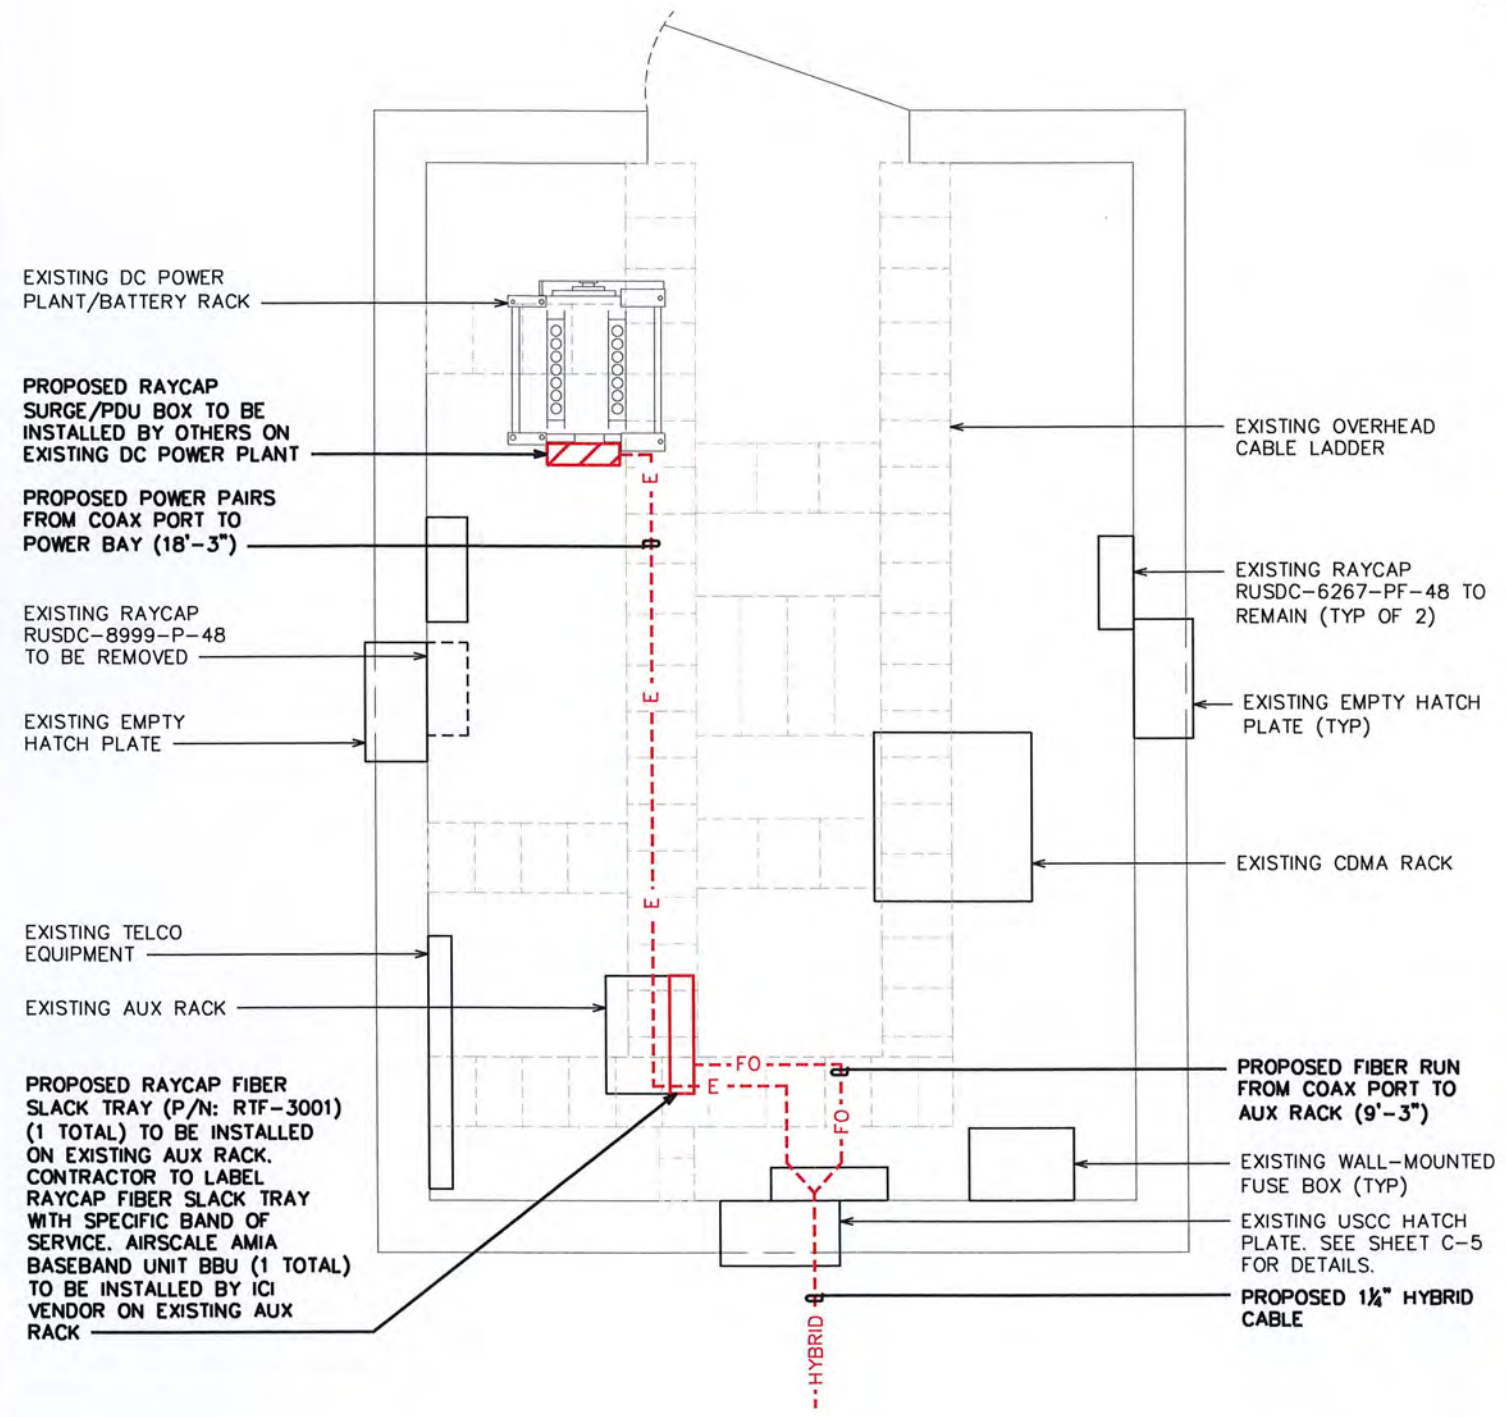 EXISTING DC POWER
PLANT/BATTERY RACK
PROPOSED RAYCAP
SURGE/PDU BOX TO BE
INSTALLED BY OTHERS ON
EXISTING DC POWER PLANT
PROPOSED POWER PAIRS
FROM COAX PORT TO
POWER BAY (18'-3")
EXISTING RAYCAP
RUSDC-8999-P-48
TO BE REMOVED
EXISTING EMPTY
HATCH PLATE
EXISTING TELCO
EQUIPMENT
EXISTING AUX RACK
PROPOSED RAYCAP FIBER
SLACK TRAY (P/N: RTF-3001)
(1 TOTAL) TO BE INSTALLED
ON EXISTING AUX RACK.
CONTRACTOR TO LABEL
RAYCAP FIBER SLACK TRAY
WITH SPECIFIC BAND OF
SERVICE. AIRSCALE AMIA
BASEBAND UNIT BBU (1 TOTAL)
TO BE INSTALLED BY ICI
VENDOR ON EXISTING AUX
RACK
E
E
E
E
FO
FO
HYBRID
EXISTING OVERHEAD
CABLE LADDER
EXISTING RAYCAP
RUSDC-6267-PF-48 TO
REMAIN (TYP OF 2)
EXISTING EMPTY HATCH
PLATE (TYP)
EXISTING CDMA RACK
PROPOSED FIBER RUN
FROM COAX PORT TO
AUX RACK (9'-3")
EXISTING WALL-MOUNTED
FUSE BOX (TYP)
EXISTING USCC HATCH
PLATE. SEE SHEET C-5
FOR DETAILS.
PROPOSED 1¼" HYBRID
CABLE